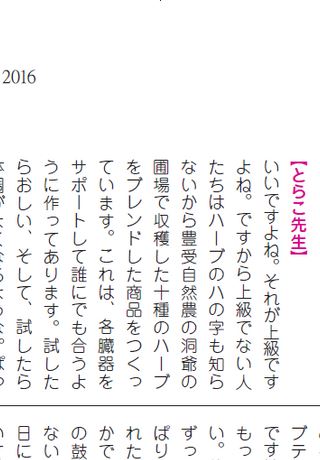 2016
【とらこ先生】
いいですよね。それが上級です
よね。ですから上級でない人
たちはハーブのハの字も知ら
ないから豊受自然農の洞爺の
圃場で収穫した十種のハーブ
をブレンドした商品をつくっ
ています。これは、各臓器を
サポートして誰にでも合うよ
うに作ってあります。試した
らおしい、そして、試したら
プテ
です
もっ
い。
ずっ
ぱり
れた
かで
の鼓
ない
日に